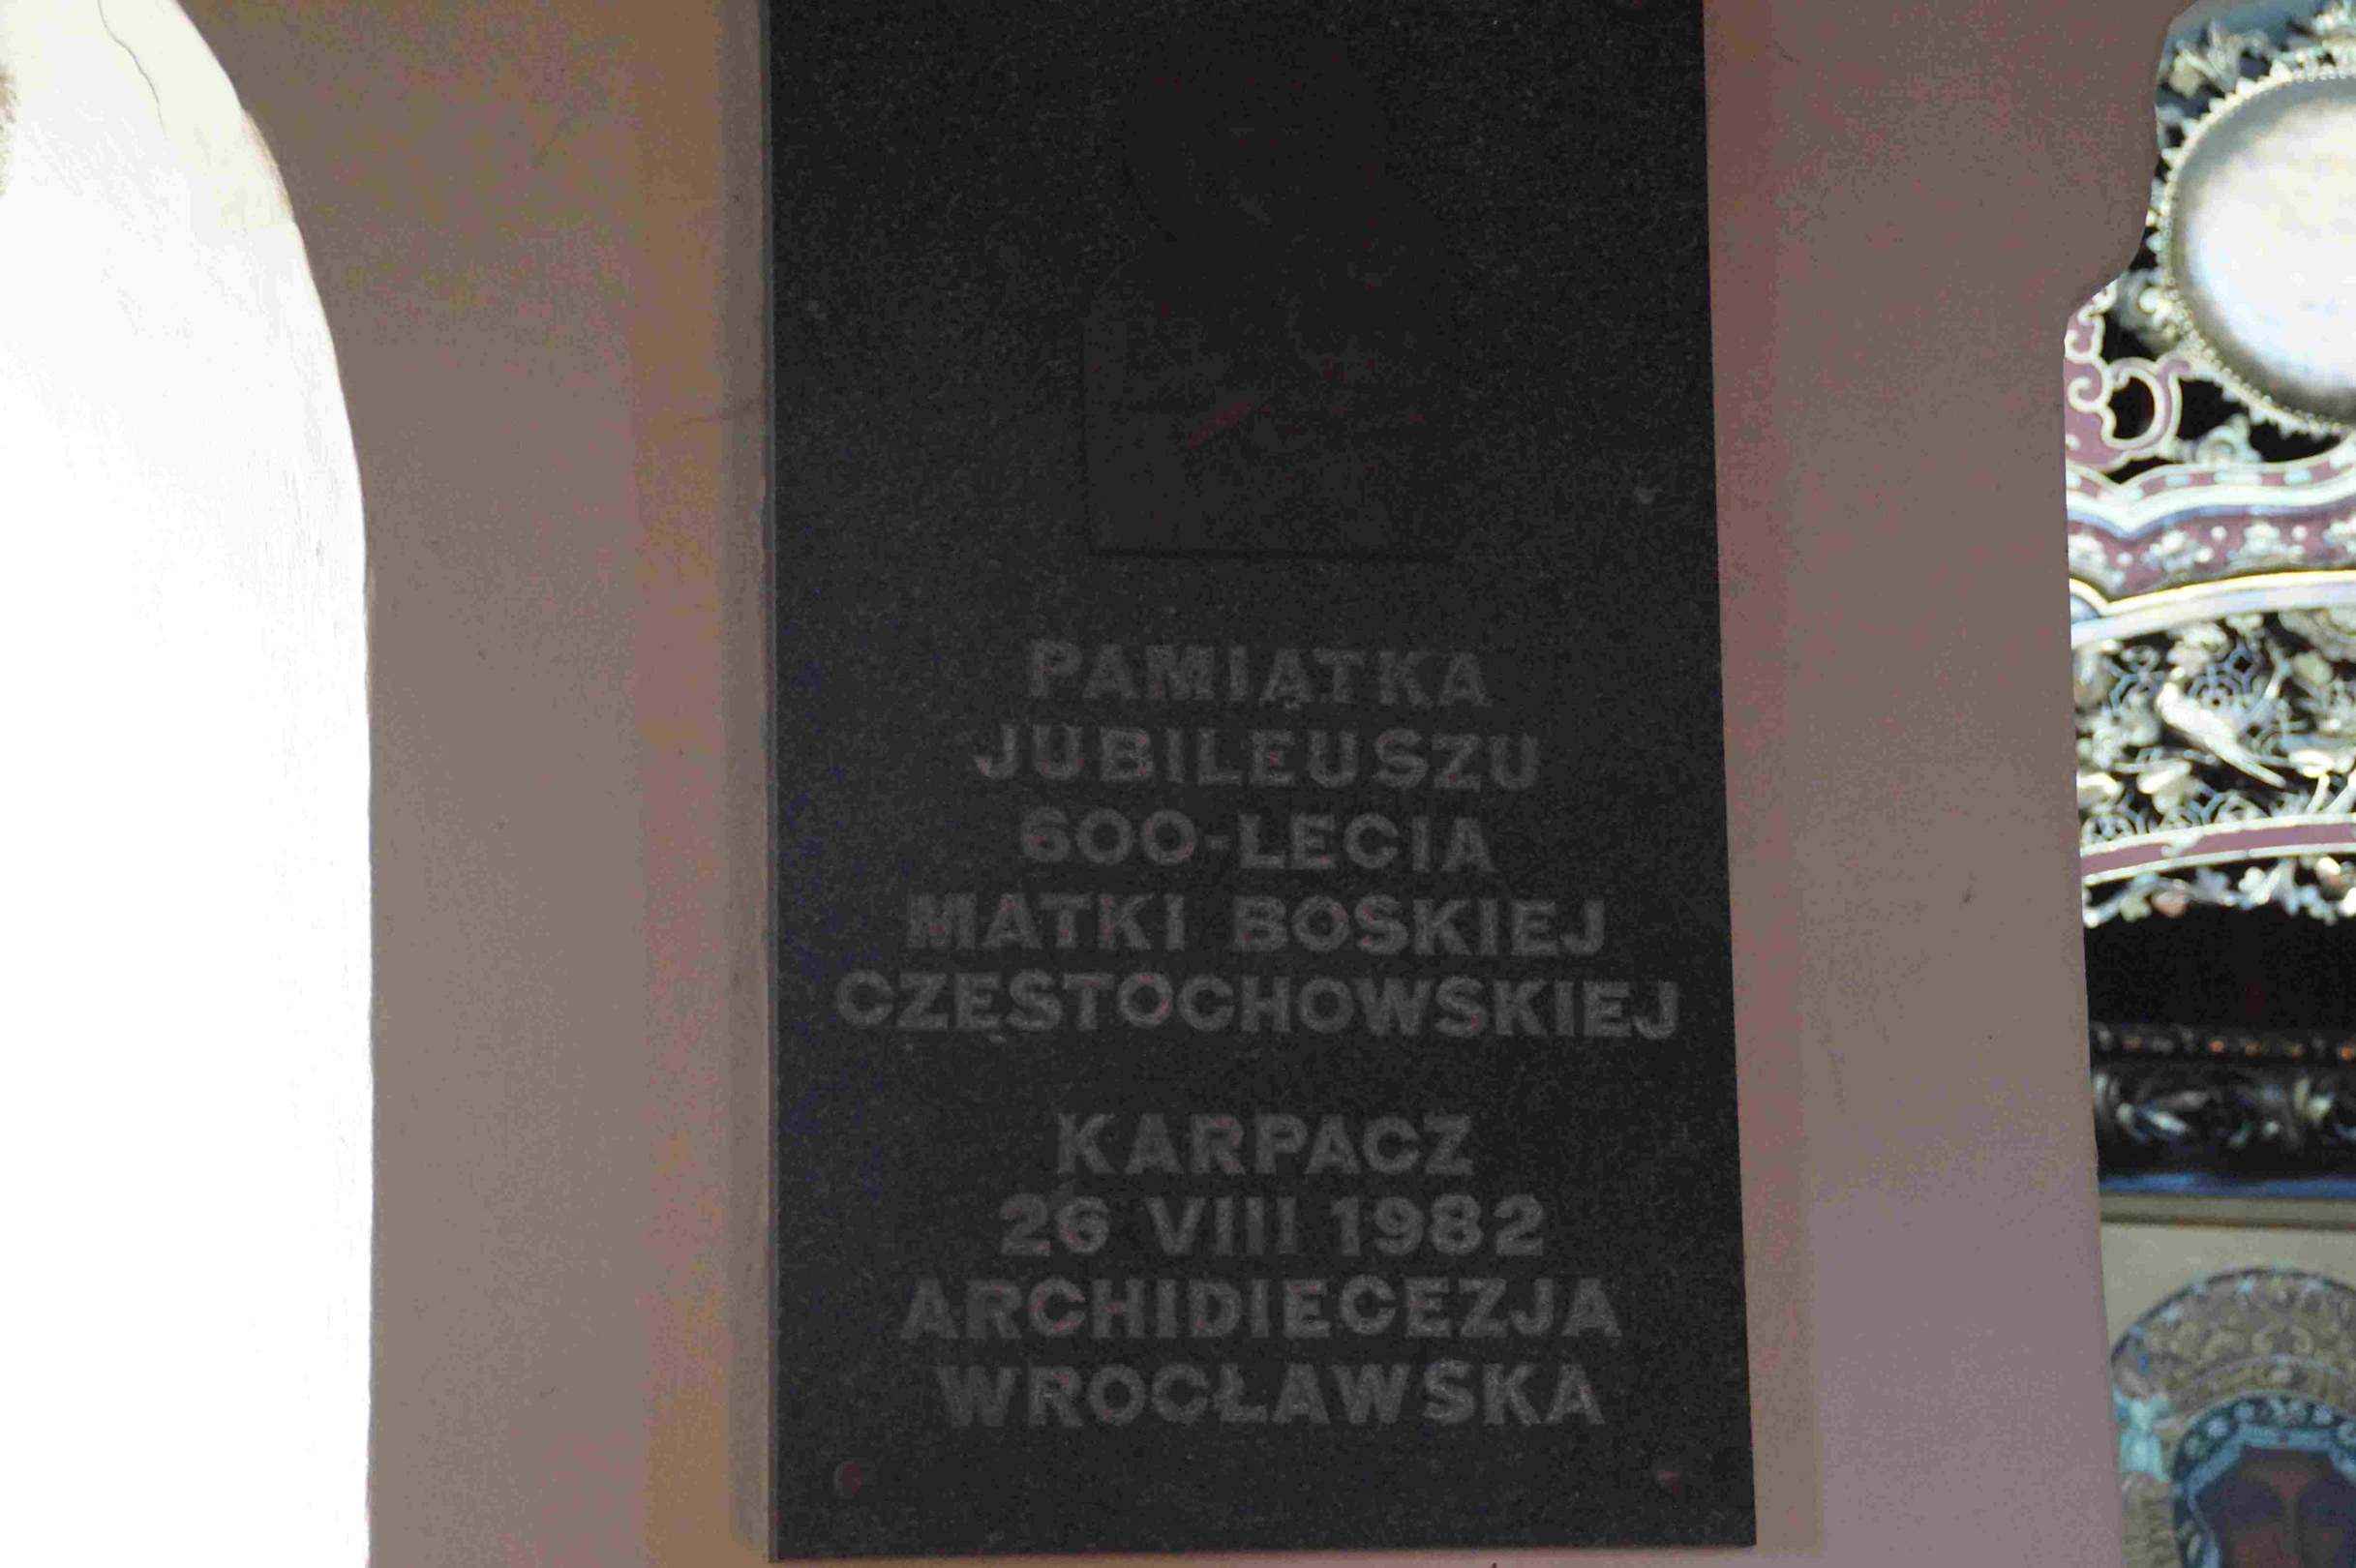 PAMIĄTKA
JUBILEUSZU
600-LECIA
MATKI BOSKIEJ
CZĘSTOCHOWSKIEJ
KARPACZ
26 VIII 1982
ARCHIDIECEZJA
WROCŁAWSKA